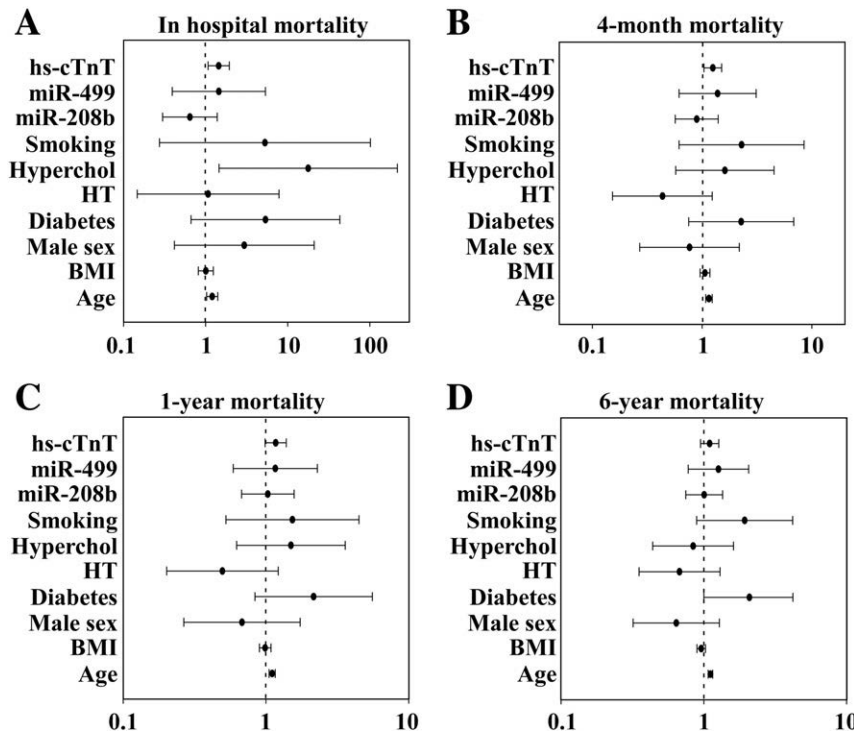 A
In hospital mortality
hs-cTnT
miR-499
miR-208b
Smoking
Hyperchol
HT
Diabetes
Male sex
BMI
Age
0.1 1 10 100
B
4-month mortality
hs-cTnT
miR-499
miR-208b
Smoking
Hyperchol
HT
Diabetes
Male sex
BMI
Age
0.1 1 10
C
1-year mortality
hs-cTnT
miR-499
miR-208b
Smoking
Hyperchol
HT
Diabetes
Male sex
BMI
Age
0.1 1 10
D
6-year mortality
hs-cTnT
miR-499
miR-208b
Smoking
Hyperchol
HT
Diabetes
Male sex
BMI
Age
0.1 1 10